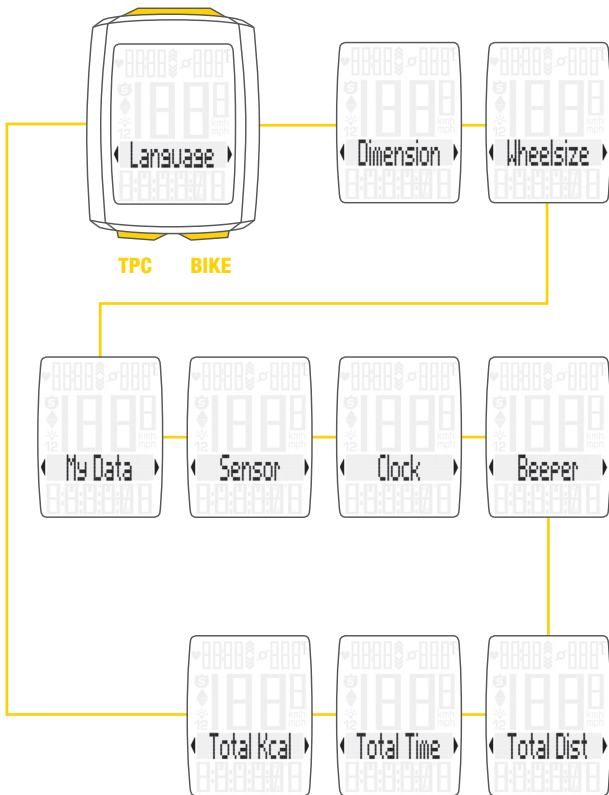 Language
Dimension
Wheelsize
TPC BIKE
My Data
Sensor
Clock
Beeper
Total Kcal
Total Time
Total Dist